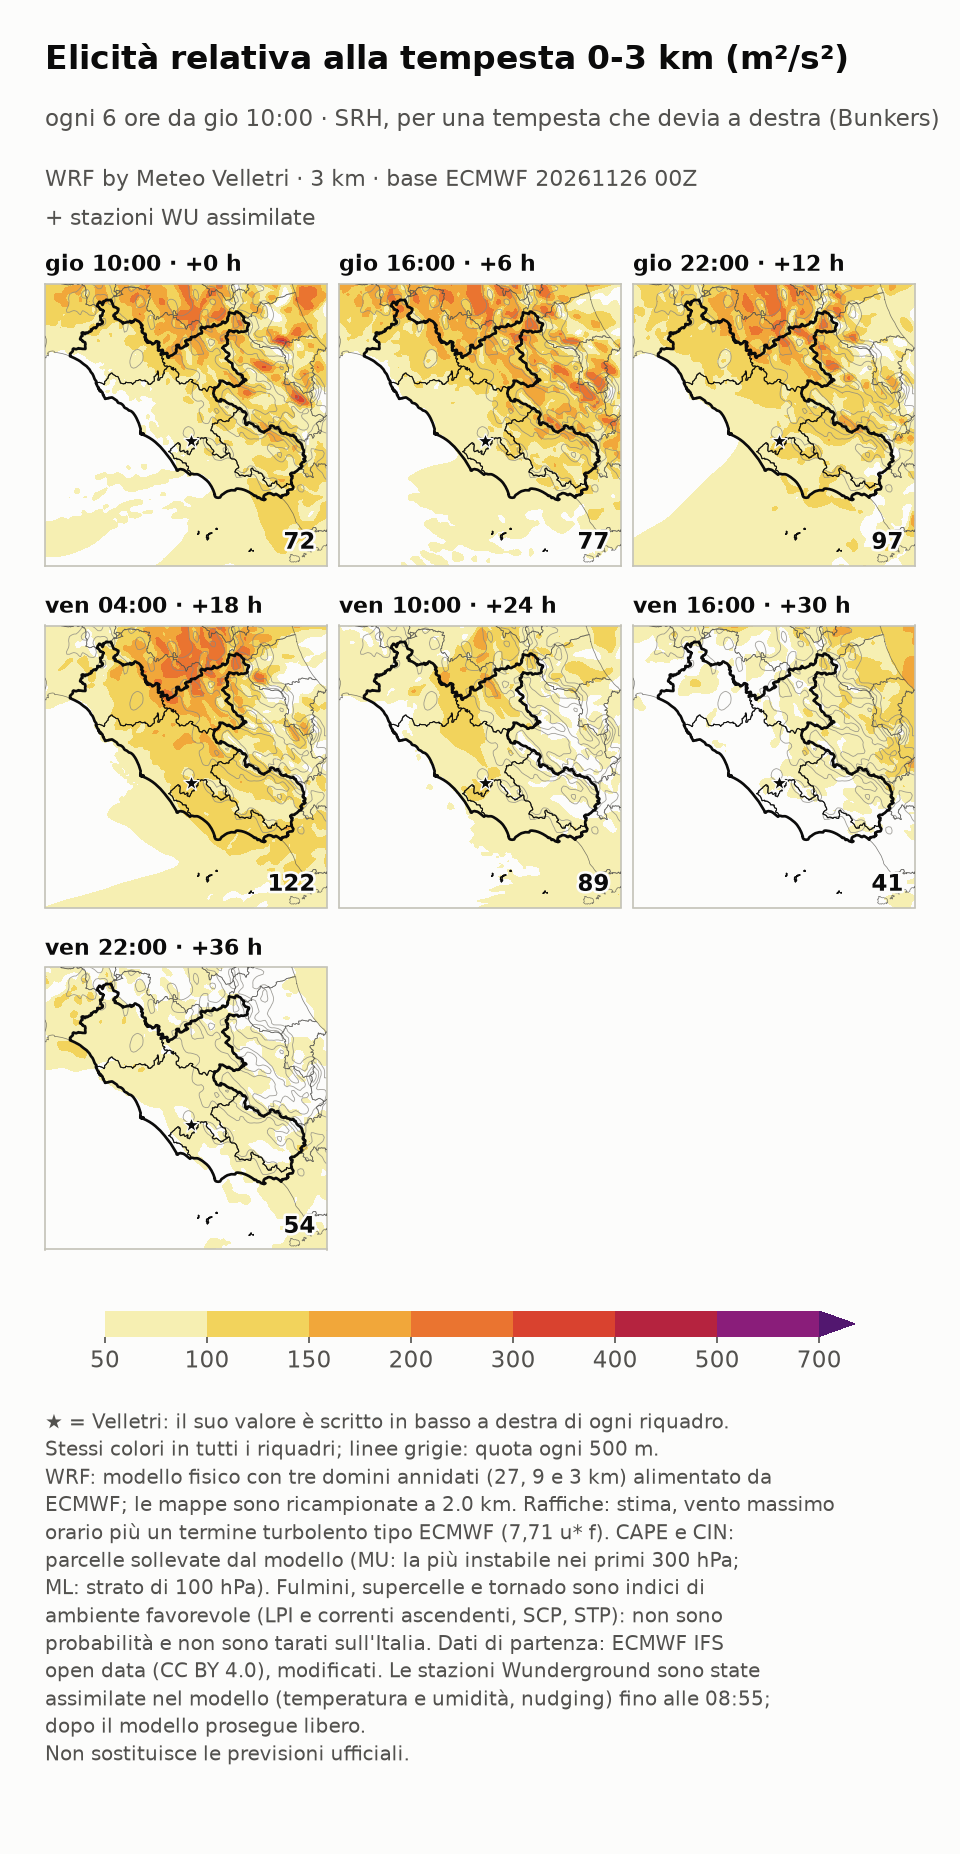 Elicità relativa alla tempesta 0-3 km (m²/s²)
ogni 6 ore da gio 10:00 · SRH, per una tempesta che devia a destra (Bunkers)
WRF by Meteo Velletri · 3 km · base ECMWF 20261126 00Z
+ stazioni WU assimilate
gio 10:00 · +0 h
gio 16:00 · +6 h
gio 22:00 · +12 h
72
77
97
ven 04:00 · +18 h
ven 10:00 · +24 h
ven 16:00 · +30 h
122
89
41
ven 22:00 · +36 h
54
50 100 150 200 300 400 500 700
★ = Velletri: il suo valore è scritto in basso a destra di ogni riquadro.
Stessi colori in tutti i riquadri; linee grigie: quota ogni 500 m.
WRF: modello fisico con tre domini annidati (27, 9 e 3 km) alimentato da
ECMWF; le mappe sono ricampionate a 2.0 km. Raffiche: stima, vento massimo
orario più un termine turbolento tipo ECMWF (7,71 u* f). CAPE e CIN:
parcelle sollevate dal modello (MU: la più instabile nei primi 300 hPa;
ML: strato di 100 hPa). Fulmini, supercelle e tornado sono indici di
ambiente favorevole (LPI e correnti ascendenti, SCP, STP): non sono
probabilità e non sono tarati sull'Italia. Dati di partenza: ECMWF IFS
open data (CC BY 4.0), modificati. Le stazioni Wunderground sono state
assimilate nel modello (temperatura e umidità, nudging) fino alle 08:55;
dopo il modello prosegue libero.
Non sostituisce le previsioni ufficiali.